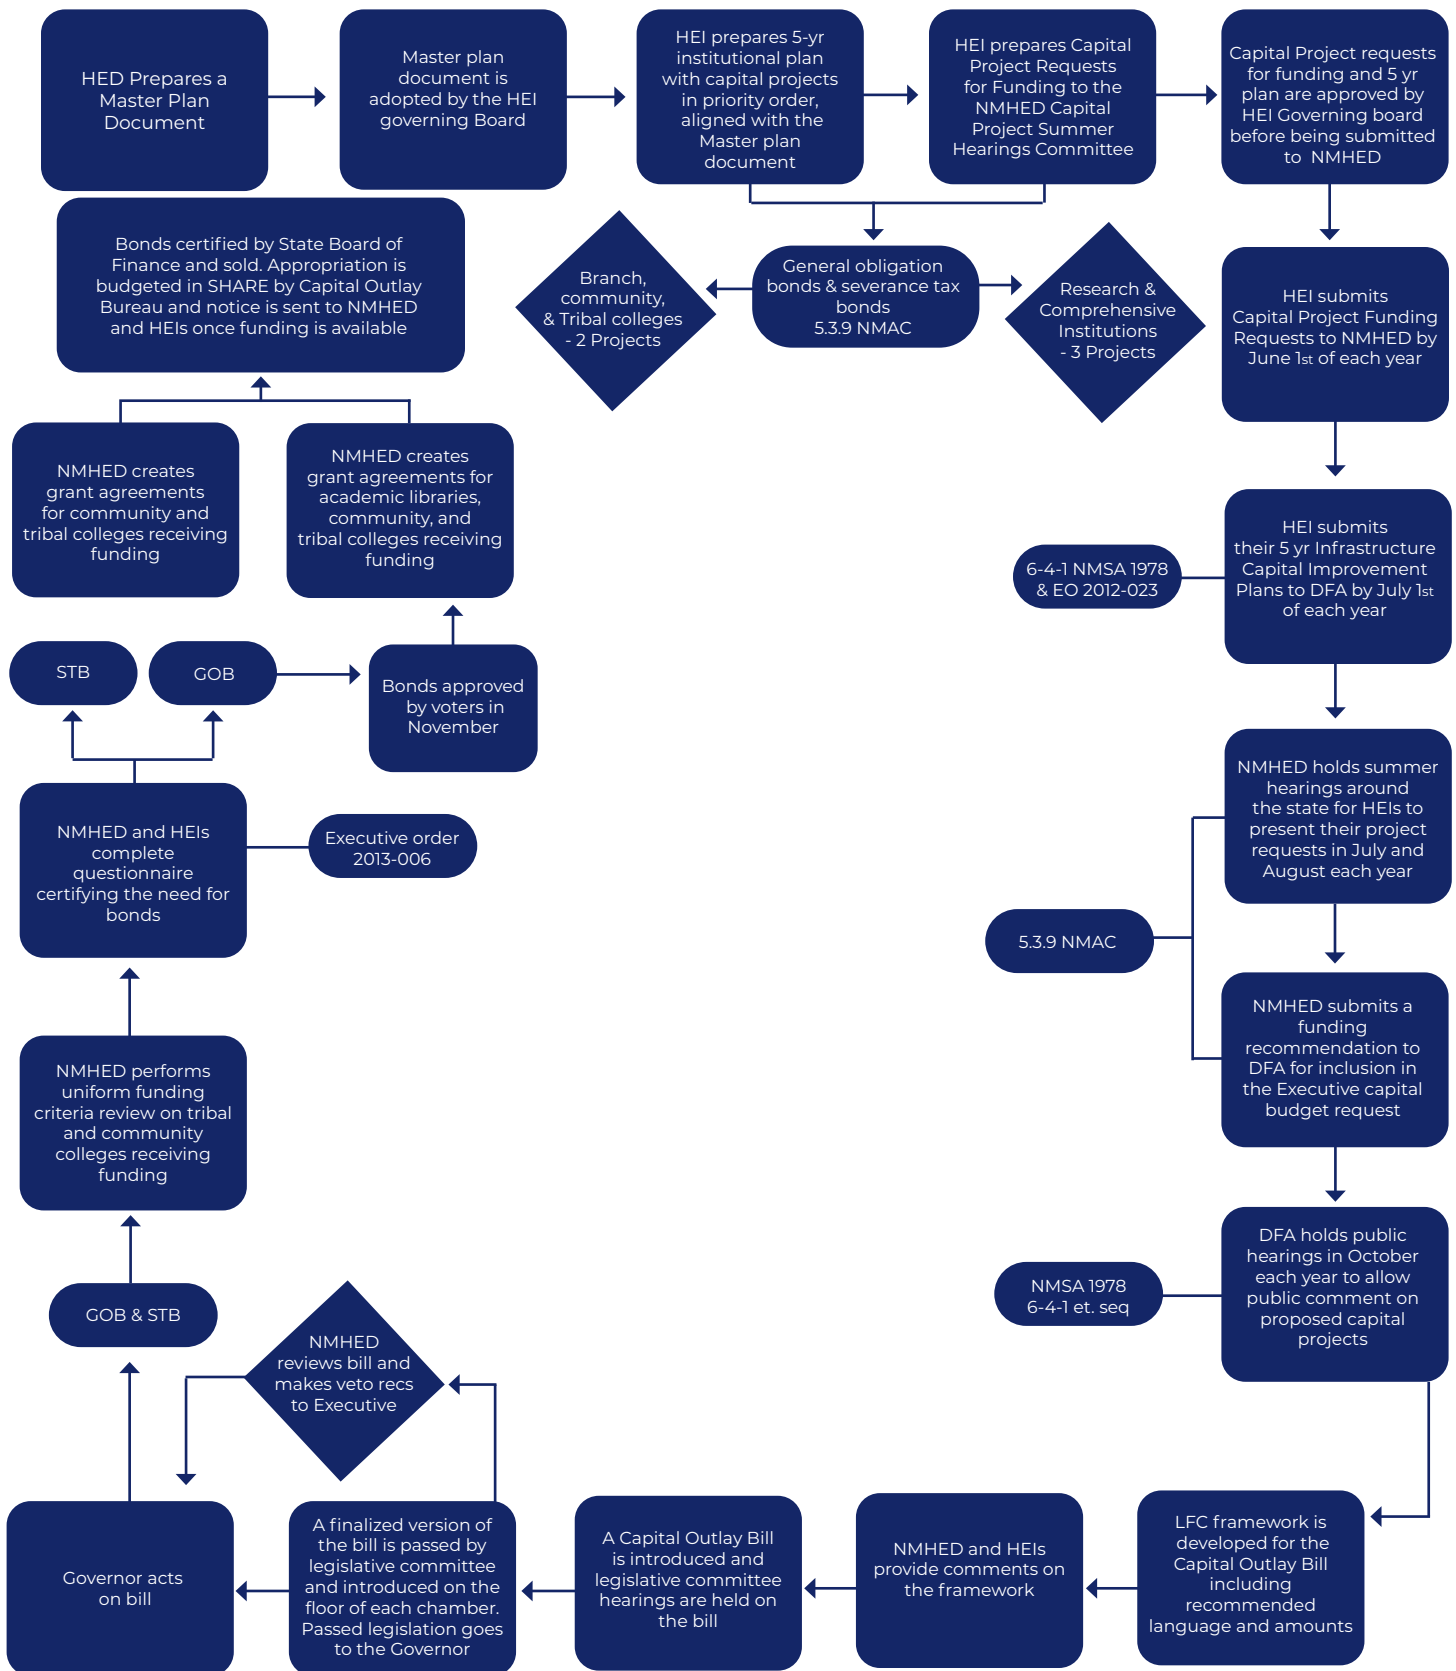 HED Prepares a
Master Plan
Document
Master plan
document is
adopted by the HEI
governing Board
HEI prepares 5-yr
institutional plan
with capital projects
in priority order,
aligned with the
Master plan
document
HEI prepares Capital
Project Requests
for Funding to the
NMHED Capital
Project Summer
Hearings Committee
Capital Project requests
for funding and 5 yr
plan are approved by
HEI Governing board
before being submitted
to NMHED
Bonds certified by State Board of
Finance and sold. Appropriation is
budgeted in SHARE by Capital Outlay
Bureau and notice is sent to NMHED
and HEIs once funding is available
Branch,
community,
& Tribal colleges
- 2 Projects
General obligation
bonds & severance tax
bonds
5.3.9 NMAC
Research &
Comprehensive
Institutions
- 3 Projects
HEI submits
Capital Project Funding
Requests to NMHED by
June 1st of each year
NMHED creates
grant agreements
for community and
tribal colleges receiving
funding
NMHED creates
grant agreements for
academic libraries,
community, and
tribal colleges receiving
funding
6-4-1 NMSA 1978
& EO 2012-023
HEI submits
their 5 yr Infrastructure
Capital Improvement
Plans to DFA by July 1st
of each year
STB
GOB
Bonds approved
by voters in
November
NMHED holds summer
hearings around
the state for HEIs to
present their project
requests in July and
August each year
NMHED and HEIs
complete
questionnaire
certifying the need for
bonds
Executive order
2013-006
5.3.9 NMAC
NMHED submits a
funding
recommendation to
DFA for inclusion in
the Executive capital
budget request
NMHED performs
uniform funding
criteria review on tribal
and community
colleges receiving
funding
NMSA 1978
6-4-1 et. seq
DFA holds public
hearings in October
each year to allow
public comment on
proposed capital
projects
GOB & STB
NMHED
reviews bill and
makes veto recs
to Executive
Governor acts
on bill
A finalized version of
the bill is passed by
legislative committee
and introduced on the
floor of each chamber.
Passed legislation goes
to the Governor
A Capital Outlay Bill
is introduced and
legislative committee
hearings are held on
the bill
NMHED and HEIs
provide comments on
the framework
LFC framework is
developed for the
Capital Outlay Bill
including
recommended
language and amounts